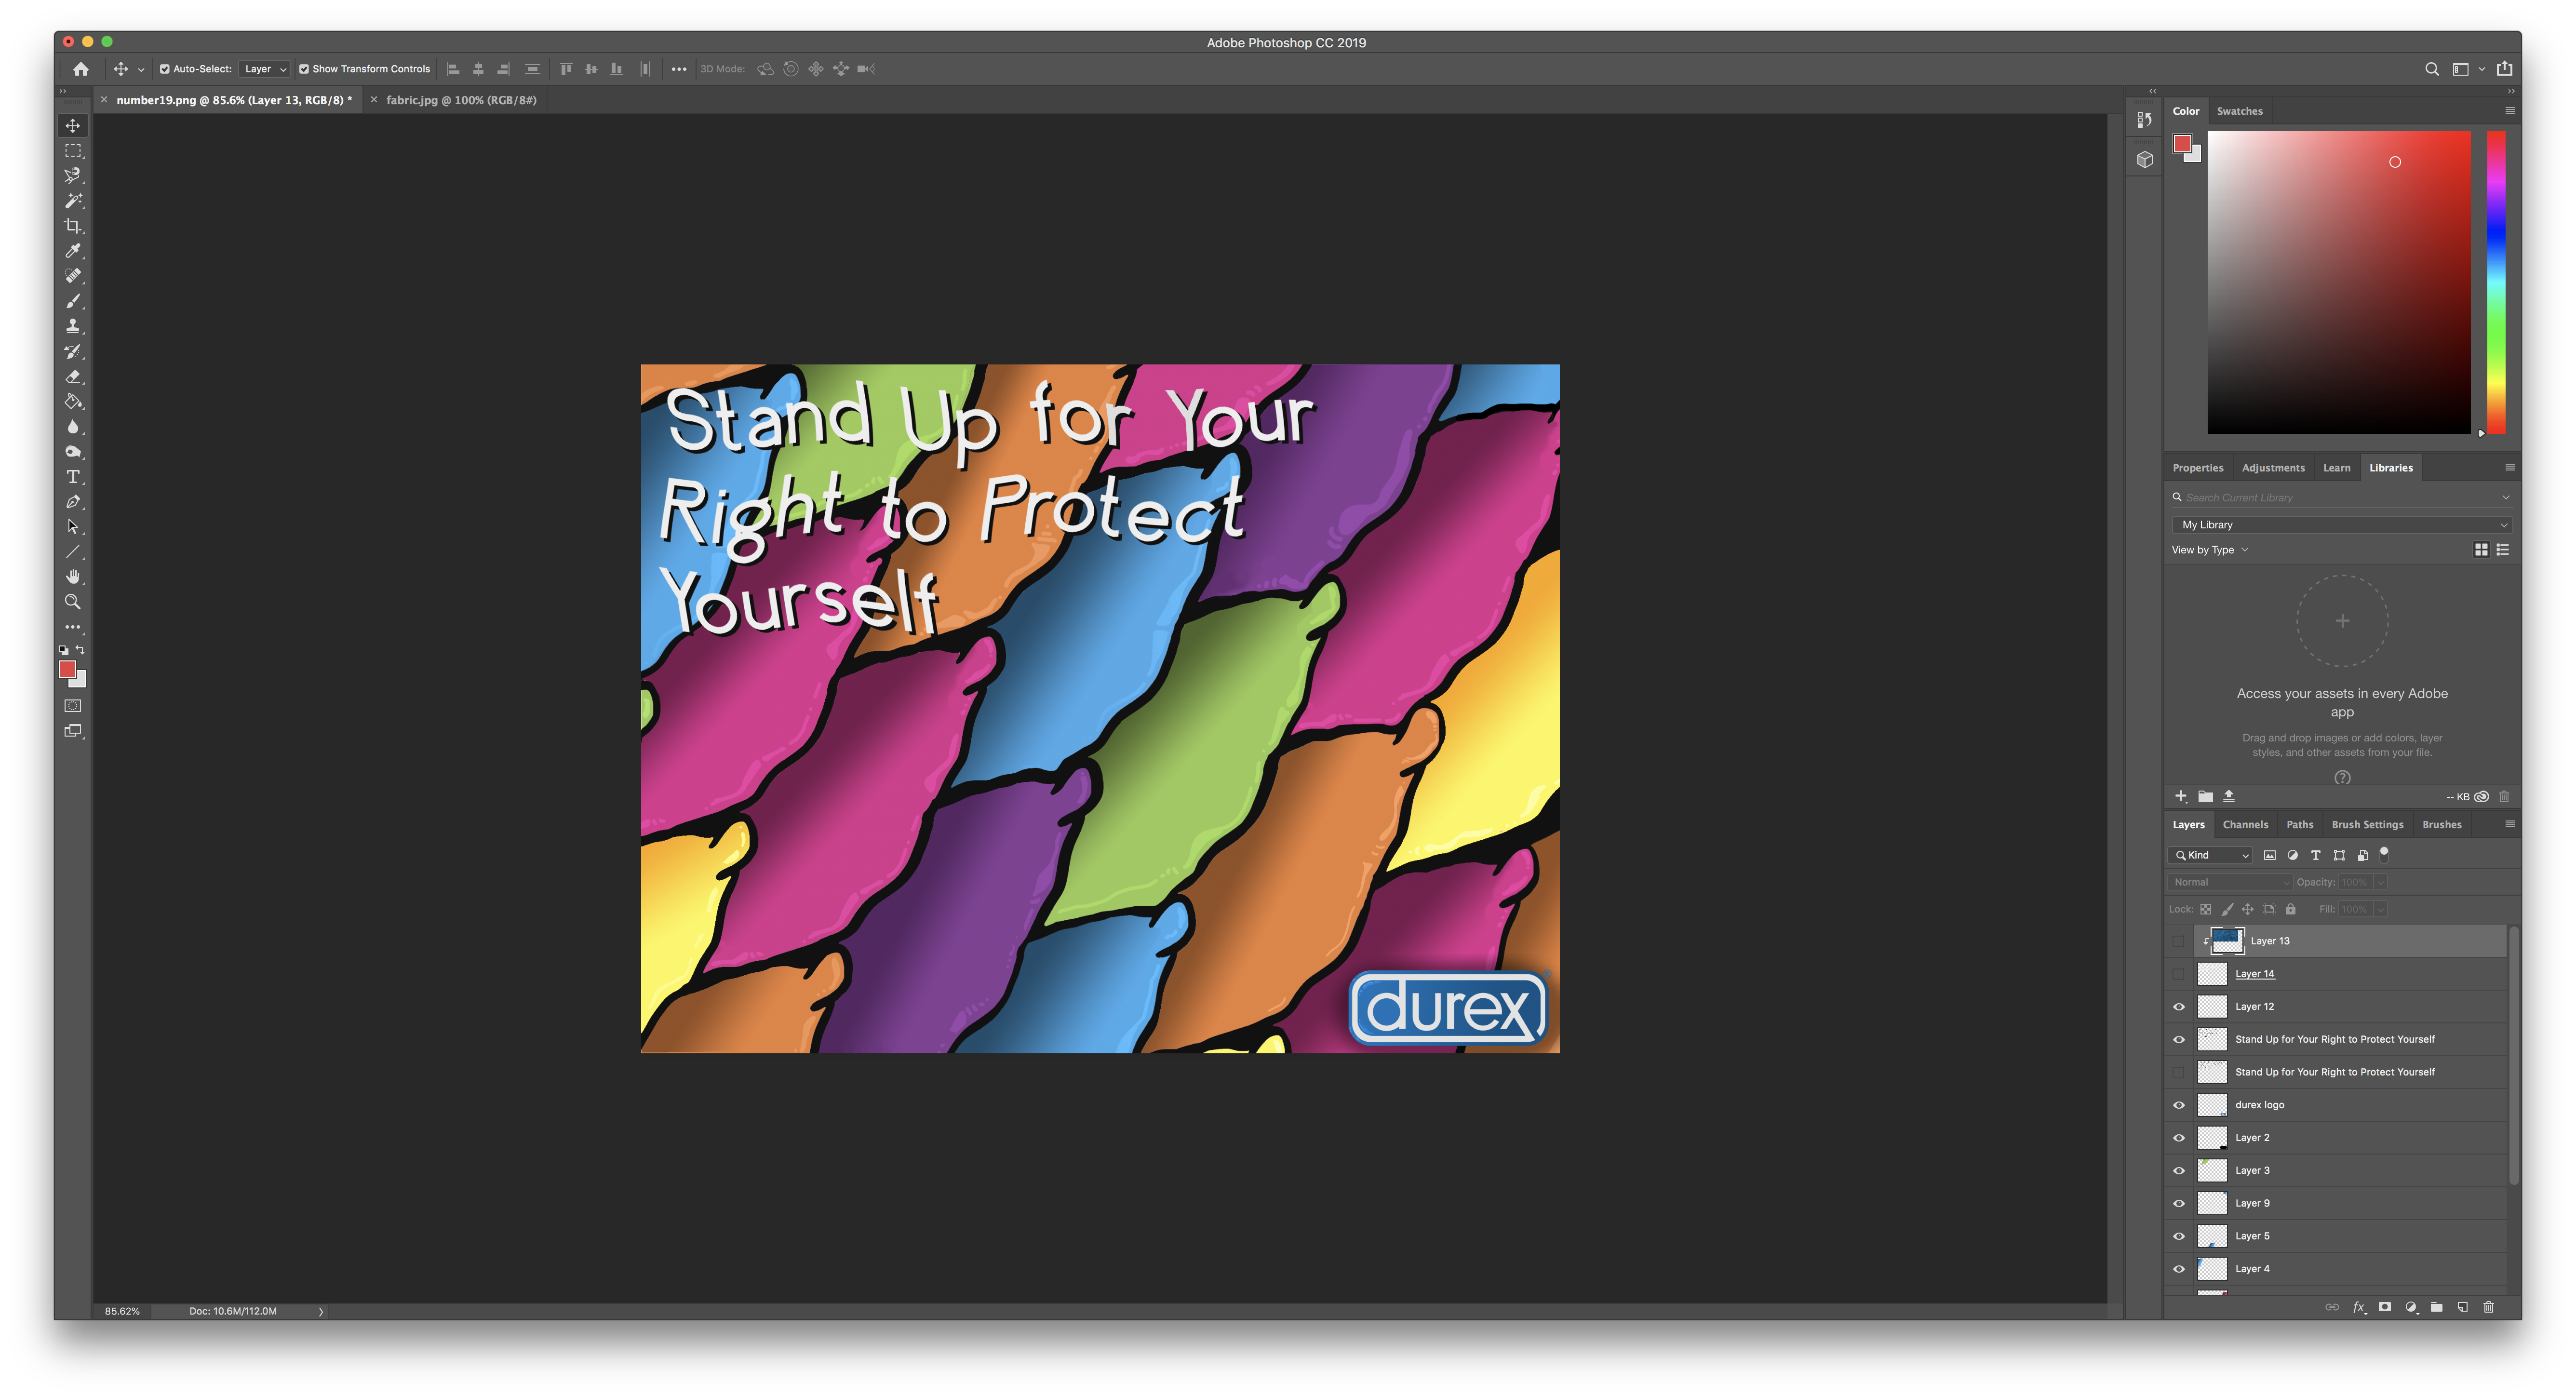 Adobe Photoshop CC 2019
Auto-Select: Layer Show Transform Controls 3D Mode:
number19.png @ 85.6% (Layer 13, RGB/8) * fabric.jpg @ 100% (RGB/8#)
Stand Up for Your
Right to Protect
Yourself
durex
85.62% Doc: 10.6M/112.0M
Color Swatches
Properties Adjustments Learn Libraries
Search Current Library
My Library
View by Type
Access your assets in every Adobe
app
Drag and drop images or add colors, layer
styles, and other assets from your file.
-- KB
Layers Channels Paths Brush Settings Brushes
Kind
Normal Opacity: 100%
Lock: Fill: 100%
Layer 13
Layer 14
Layer 12
Stand Up for Your Right to Protect Yourself
Stand Up for Your Right to Protect Yourself
durex logo
Layer 2
Layer 3
Layer 9
Layer 5
Layer 4
fx